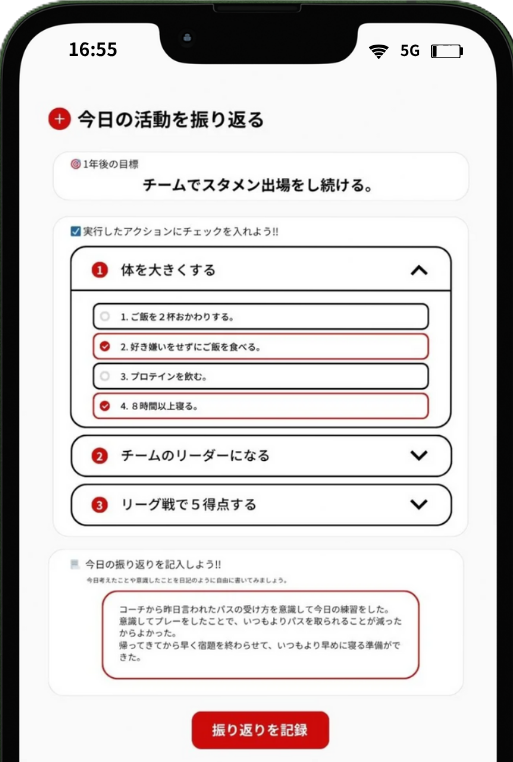 16:55
5G
今日の活動を振り返る
1年後の目標
チームでスタメン出場をし続ける。
実行したアクションにチェックを入れよう!!
1 体を大きくする
1. ご飯を２杯おかわりする。
2. 好き嫌いをせずにご飯を食べる。
3. プロテインを飲む。
4. ８時間以上寝る。
2 チームのリーダーになる
3 リーグ戦で５得点する
今日の振り返りを記入しよう!!
今日考えたことや意識したことを日記のように自由に書いてみましょう。
コーチから昨日言われたパスの受け方を意識して今日の練習をした。
意識してプレーをしたことで、いつもよりパスを取られることが減った
からよかった。
帰ってきてから早く宿題を終わらせて、いつもより早めに寝る準備がで
きた。
振り返りを記録